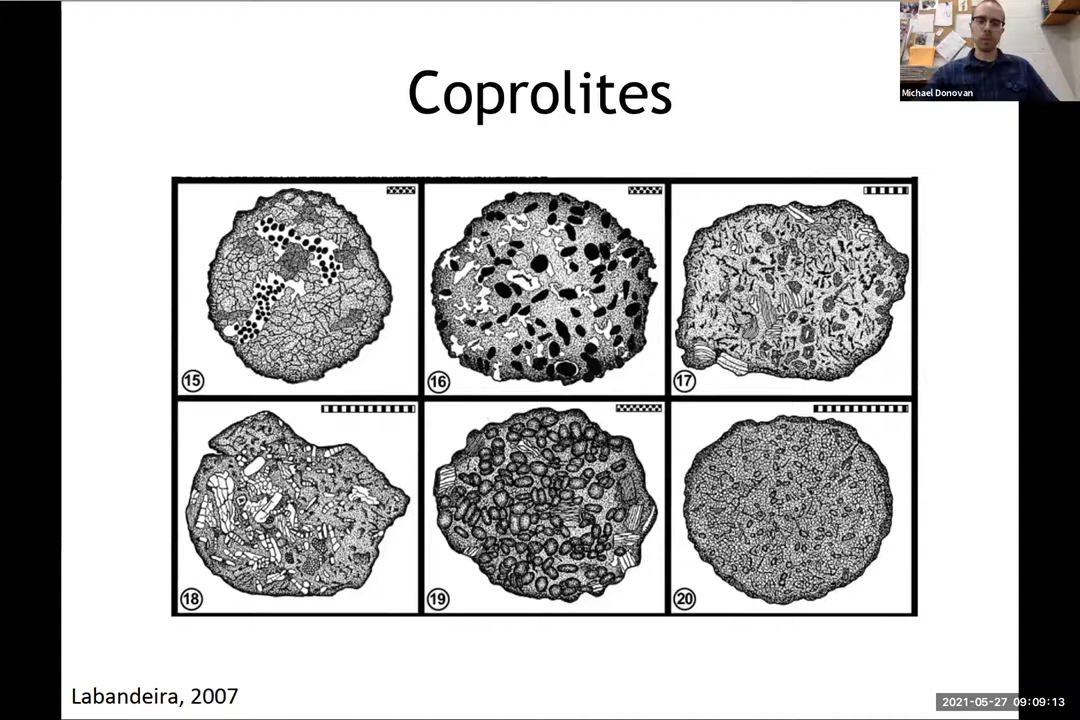 Michael Donovan
Coprolites
15
16
17
18
19
20
Labandeira, 2007
2021-05-27 09:09:13